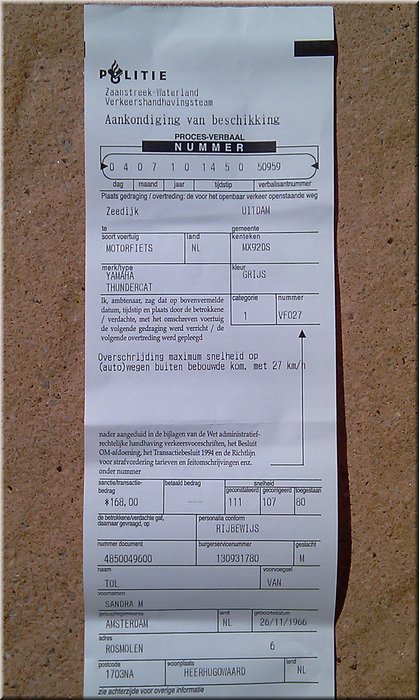 POLITIE
Zaanstreek-Waterland
Verkeershandhavingsteam
Aankondiging van beschikking
PROCES-VERBAAL
NUMMER
0 4 0 7 1 0 1 4 5 0 50959
dag maand jaar tijdstip verbalisantnummer
Plaats gedraging / overtreding: de voor het openbaar verkeer openstaande weg
Zeedijk UITDAM
te gemeente
soort voertuig land kenteken
MOTORFIETS NL MX92DS
merk/type kleur
YAMAHA GRIJS
THUNDERCAT
Ik, ambtenaar, zag dat op bovenvermelde categorie nummer
datum, tijdstip en plaats door de betrokkene 1 VF027
/ verdachte, met het omschreven voertuig
de volgende gedraging werd verricht / de
volgende overtreding werd gepleegd
Overschrijding maximum snelheid op
(auto)wegen buiten bebouwde kom, met 27 km/h
nader aangeduid in de bijlagen van de Wet administratief-
rechtelijke handhaving verkeersvoorschriften, het Besluit
OM-afdoening, het Transactiebesluit 1994 en de Richtlijn
voor strafvordering tarieven en feitomschrijvingen enz.
onder nummer
sanctie/transactie- betaald bedrag snelheid
bedrag geconstateerd gecorrigeerd toegestaan
*168,00 --- 111 107 80
de betrokkene/verdachte gaf, personalia conform
daarnaar gevraagd, op RIJBEWIJS
nummer document burgerservicenummer geslacht
4850049600 130931780 M
naam voorvoegsel
TOL VAN
voornamen
SANDRA M
geboortegemeente land geboortedatum
AMSTERDAM NL 26/11/1966
adres
ROSMOLEN 6
postcode woonplaats land
1703NA HEERHUGOWAARD NL
zie achterzijde voor overige informatie